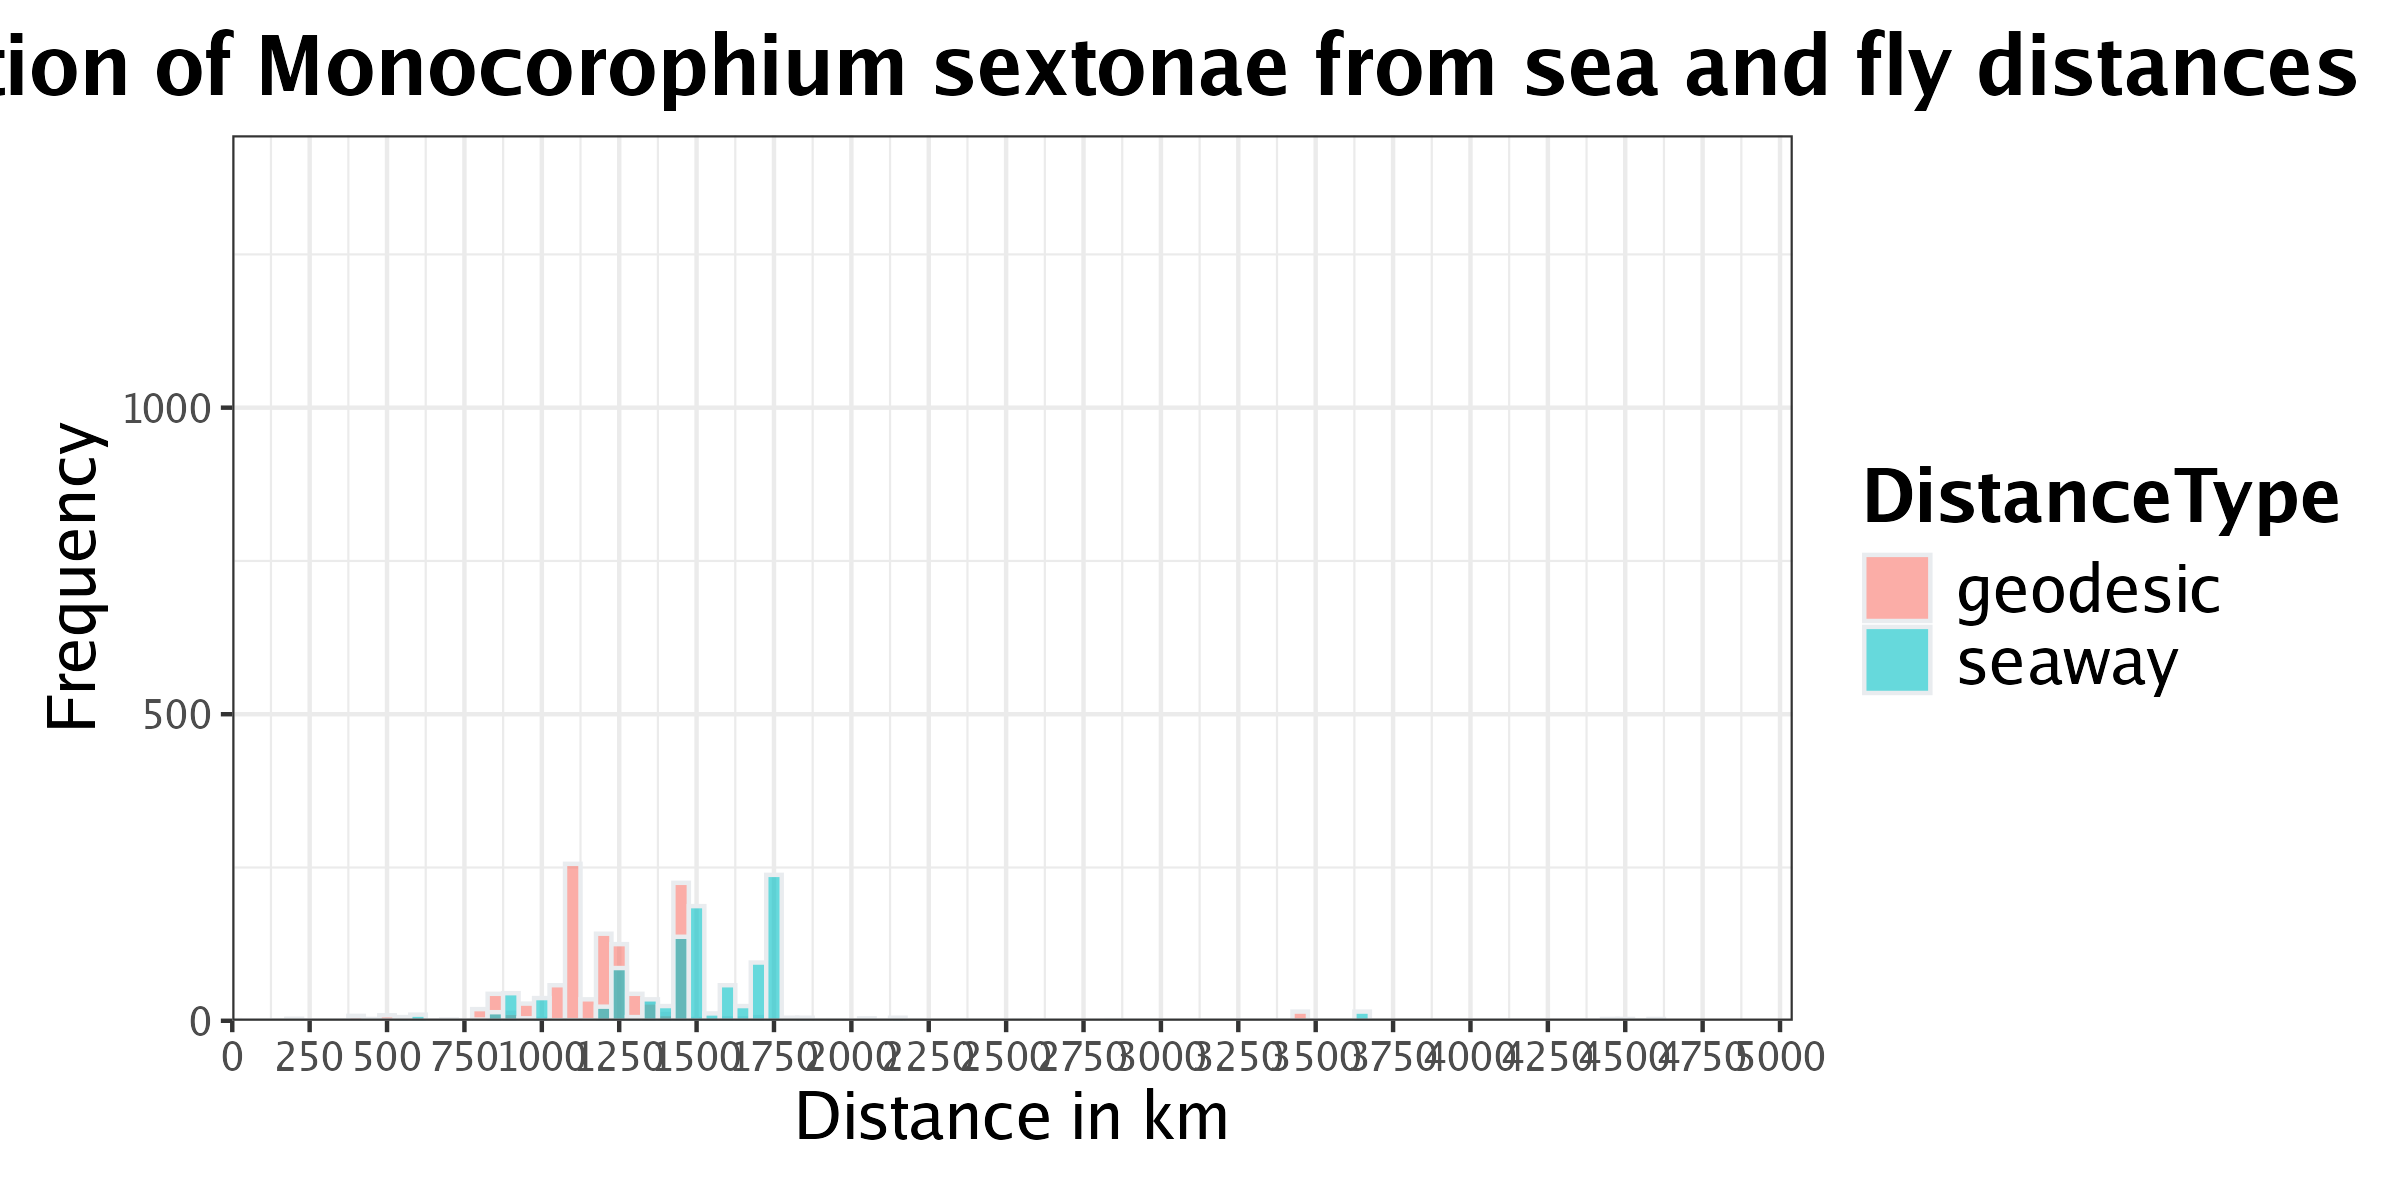 tion of Monocorophium sextonae from sea and fly distances
Frequency
1000
500
0
0 250 500 750 1000 1250 1500 1750 2000 2250 2500 2750 3000 3250 3500 3750 4000 4250 4500 4750 5000
Distance in km
DistanceType
geodesic
seaway